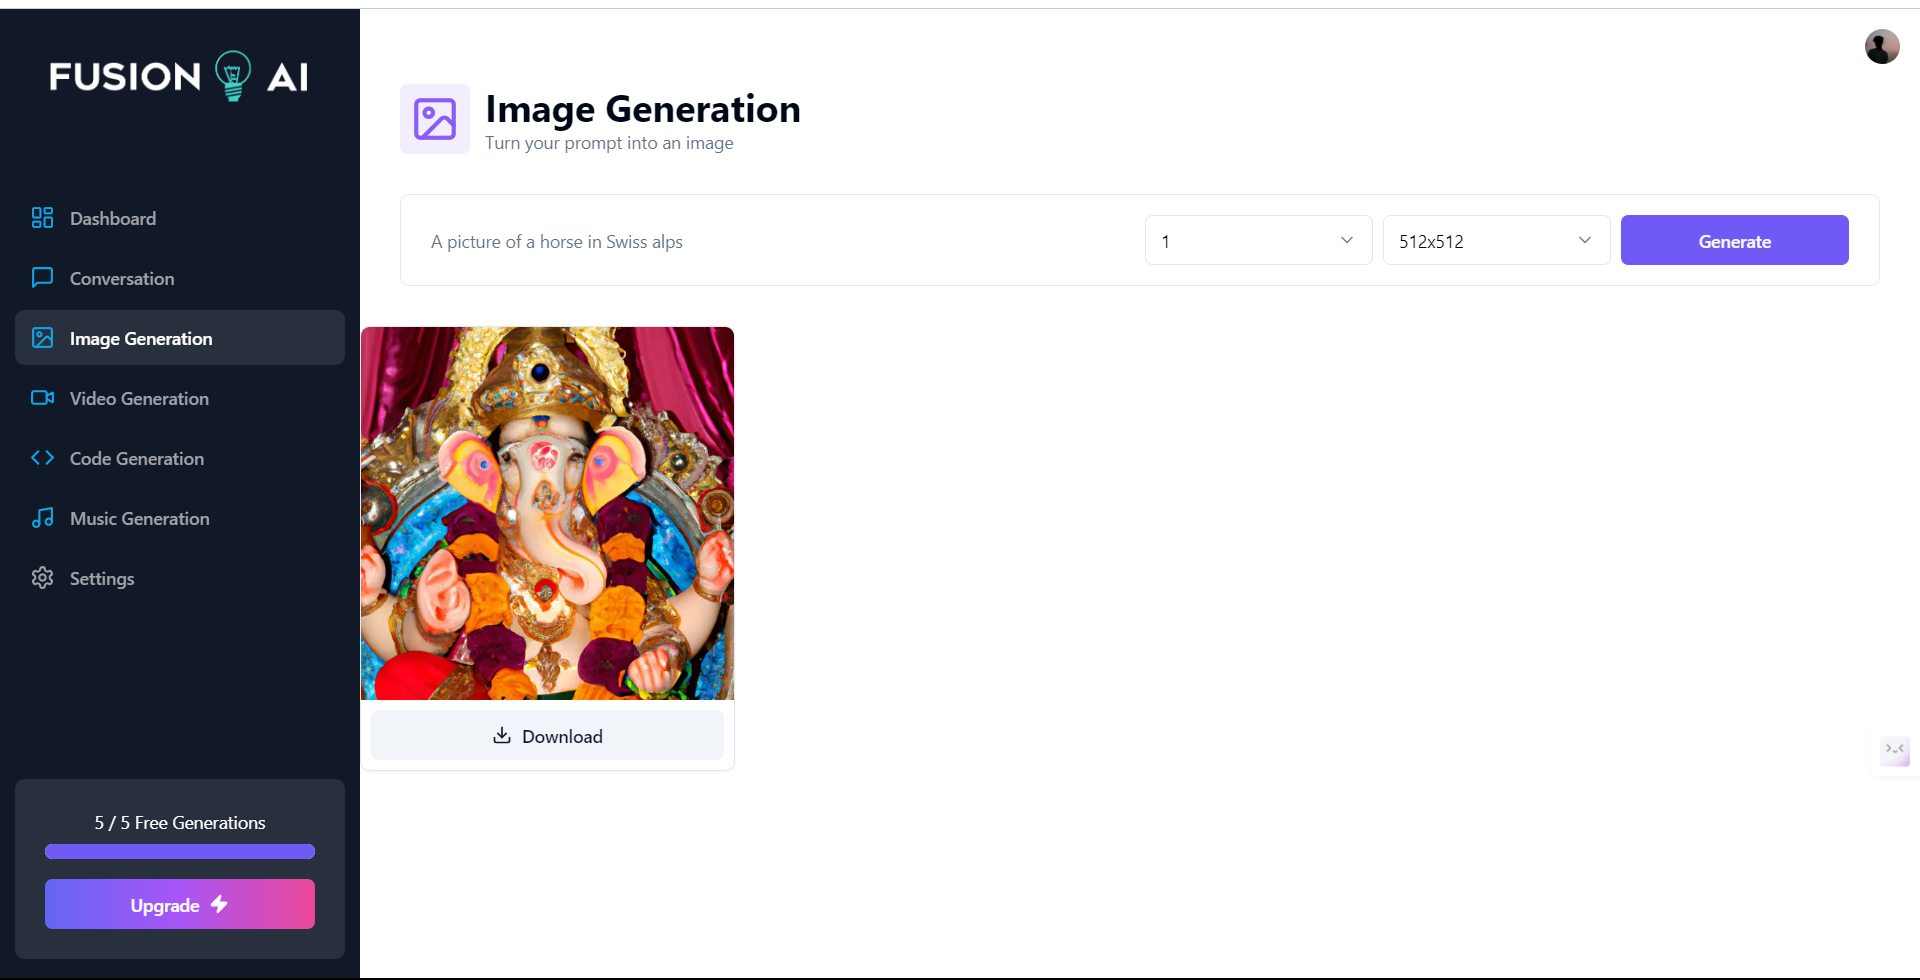 FUSION AI
Dashboard
Conversation
Image Generation
Video Generation
Code Generation
Music Generation
Settings
5 / 5 Free Generations
Upgrade
Image Generation
Turn your prompt into an image
A picture of a horse in Swiss alps
1
512x512
Generate
Download